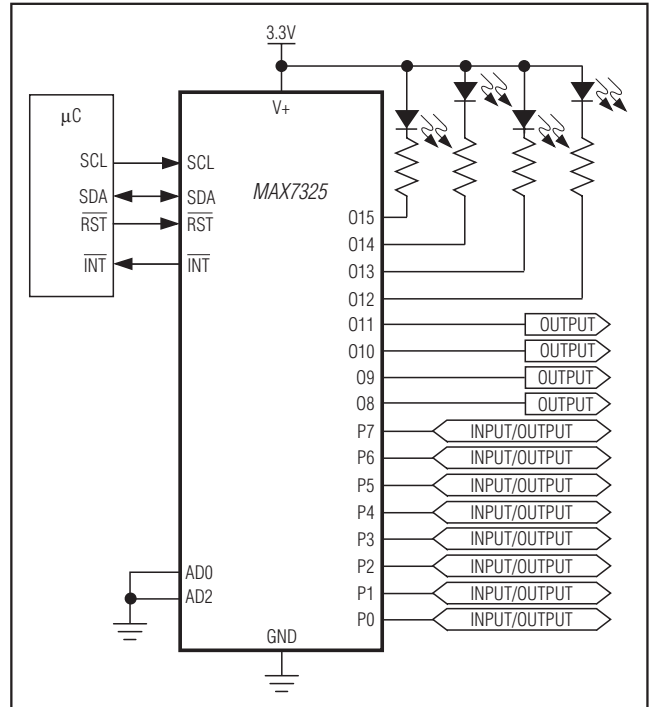 3.3V
V+
μC
SCL
SCL
SDA
SDA
MAX7325
RST
RST
INT
INT
O15
O14
O13
O12
O11
OUTPUT
O10
OUTPUT
O9
OUTPUT
O8
OUTPUT
P7
INPUT/OUTPUT
P6
INPUT/OUTPUT
P5
INPUT/OUTPUT
P4
INPUT/OUTPUT
P3
INPUT/OUTPUT
P2
INPUT/OUTPUT
P1
INPUT/OUTPUT
P0
INPUT/OUTPUT
AD0
AD2
GND